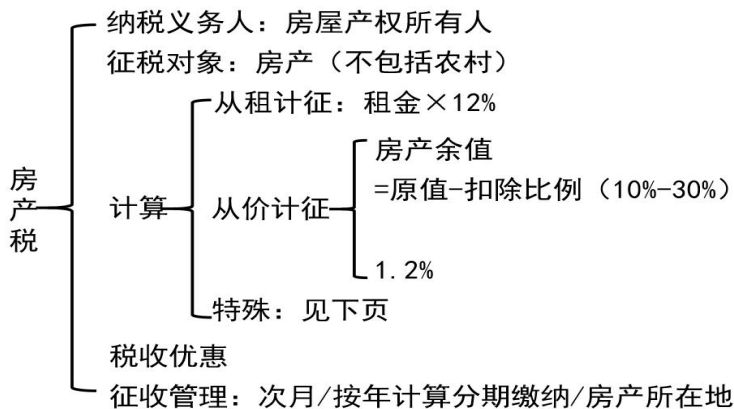 房产税
纳税义务人：房屋产权所有人
征税对象：房产（不包括农村）
计算
从租计征：租金×12%
从价计征
房产余值
=原值-扣除比例（10%-30%）
1.2%
特殊：见下页
税收优惠
征收管理：次月/按年计算分期缴纳/房产所在地